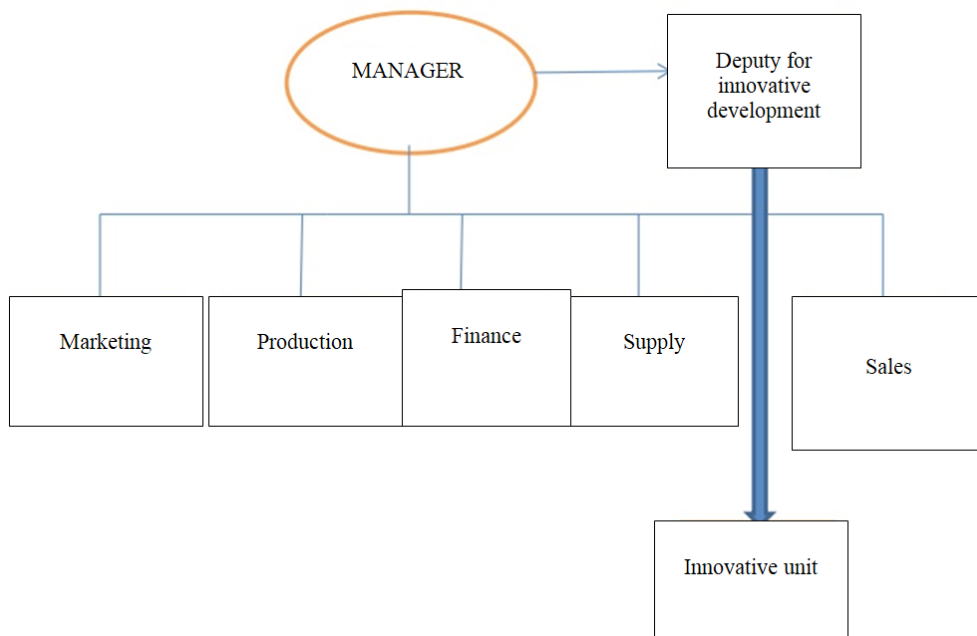 MANAGER
Deputy for
innovative
development
Marketing
Production
Finance
Supply
Sales
Innovative unit